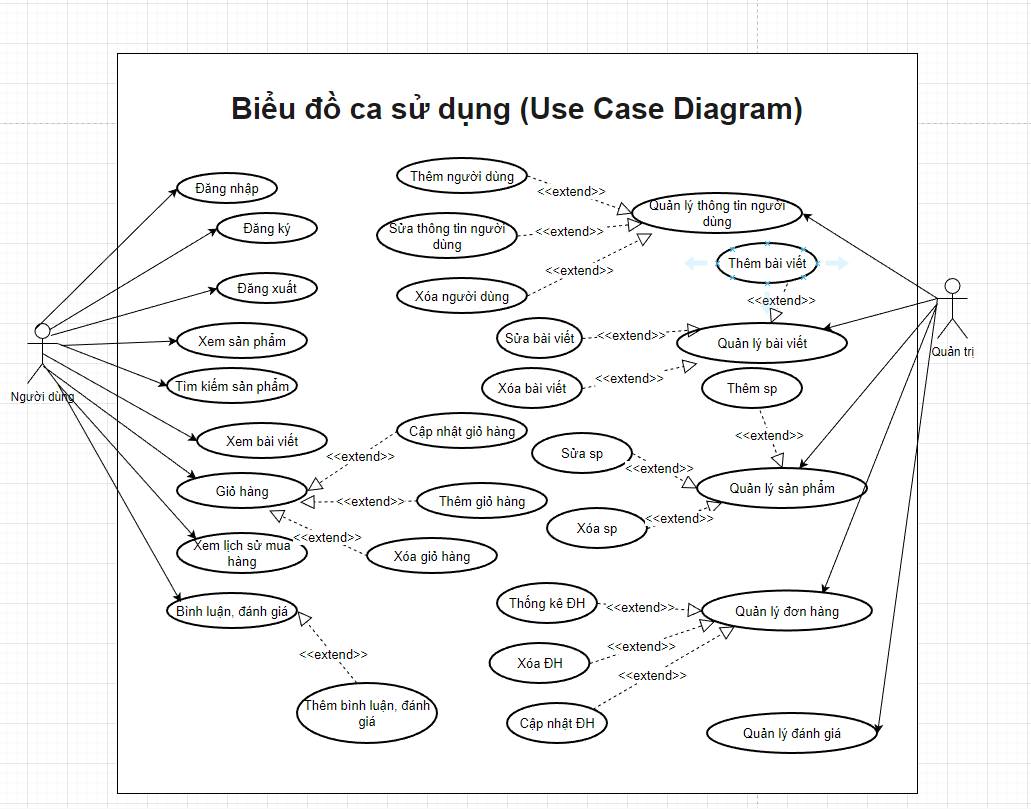 Biểu đồ ca sử dụng (Use Case Diagram)
Đăng nhập
Đăng ký
Đăng xuất
Xem sản phẩm
Tìm kiếm sản phẩm
Xem bài viết
Giỏ hàng
Xem lịch sử mua
hàng
Bình luận, đánh giá
Người dùng
Thêm người dùng
<<extend>>
Sửa thông tin người
dùng
<<extend>>
Xóa người dùng
<<extend>>
Quản lý thông tin người
dùng
Thêm bài viết
<<extend>>
Sửa bài viết
<<extend>>
Quản lý bài viết
Xóa bài viết
<<extend>>
Thêm sp
<<extend>>
Cập nhật giỏ hàng
<<extend>>
Thêm giỏ hàng
<<extend>>
Xóa giỏ hàng
<<extend>>
Sửa sp
<<extend>>
Quản lý sản phẩm
Xóa sp
<<extend>>
Thống kê ĐH
<<extend>>
Quản lý đơn hàng
Xóa ĐH
<<extend>>
Cập nhật ĐH
<<extend>>
<<extend>>
Thêm bình luận, đánh
giá
Quản lý đánh giá
Quản trị